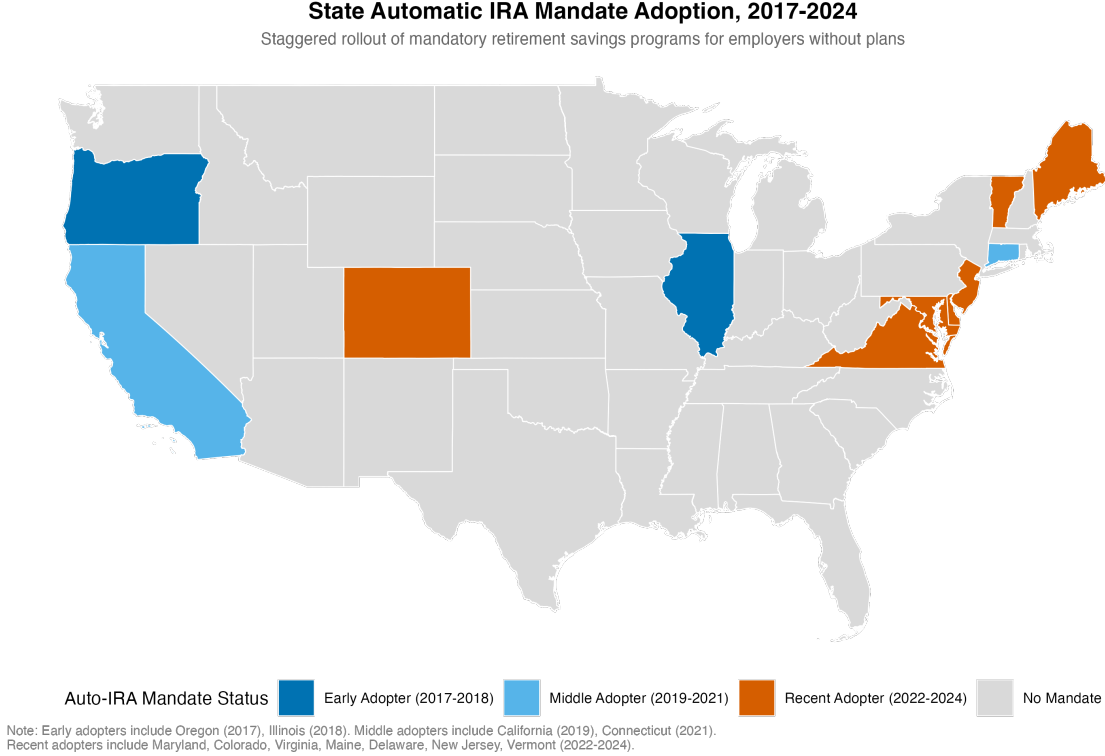 State Automatic IRA Mandate Adoption, 2017-2024
Staggered rollout of mandatory retirement savings programs for employers without plans
Auto-IRA Mandate Status Early Adopter (2017-2018) Middle Adopter (2019-2021) Recent Adopter (2022-2024) No Mandate
Note: Early adopters include Oregon (2017), Illinois (2018). Middle adopters include California (2019), Connecticut (2021).
Recent adopters include Maryland, Colorado, Virginia, Maine, Delaware, New Jersey, Vermont (2022-2024).